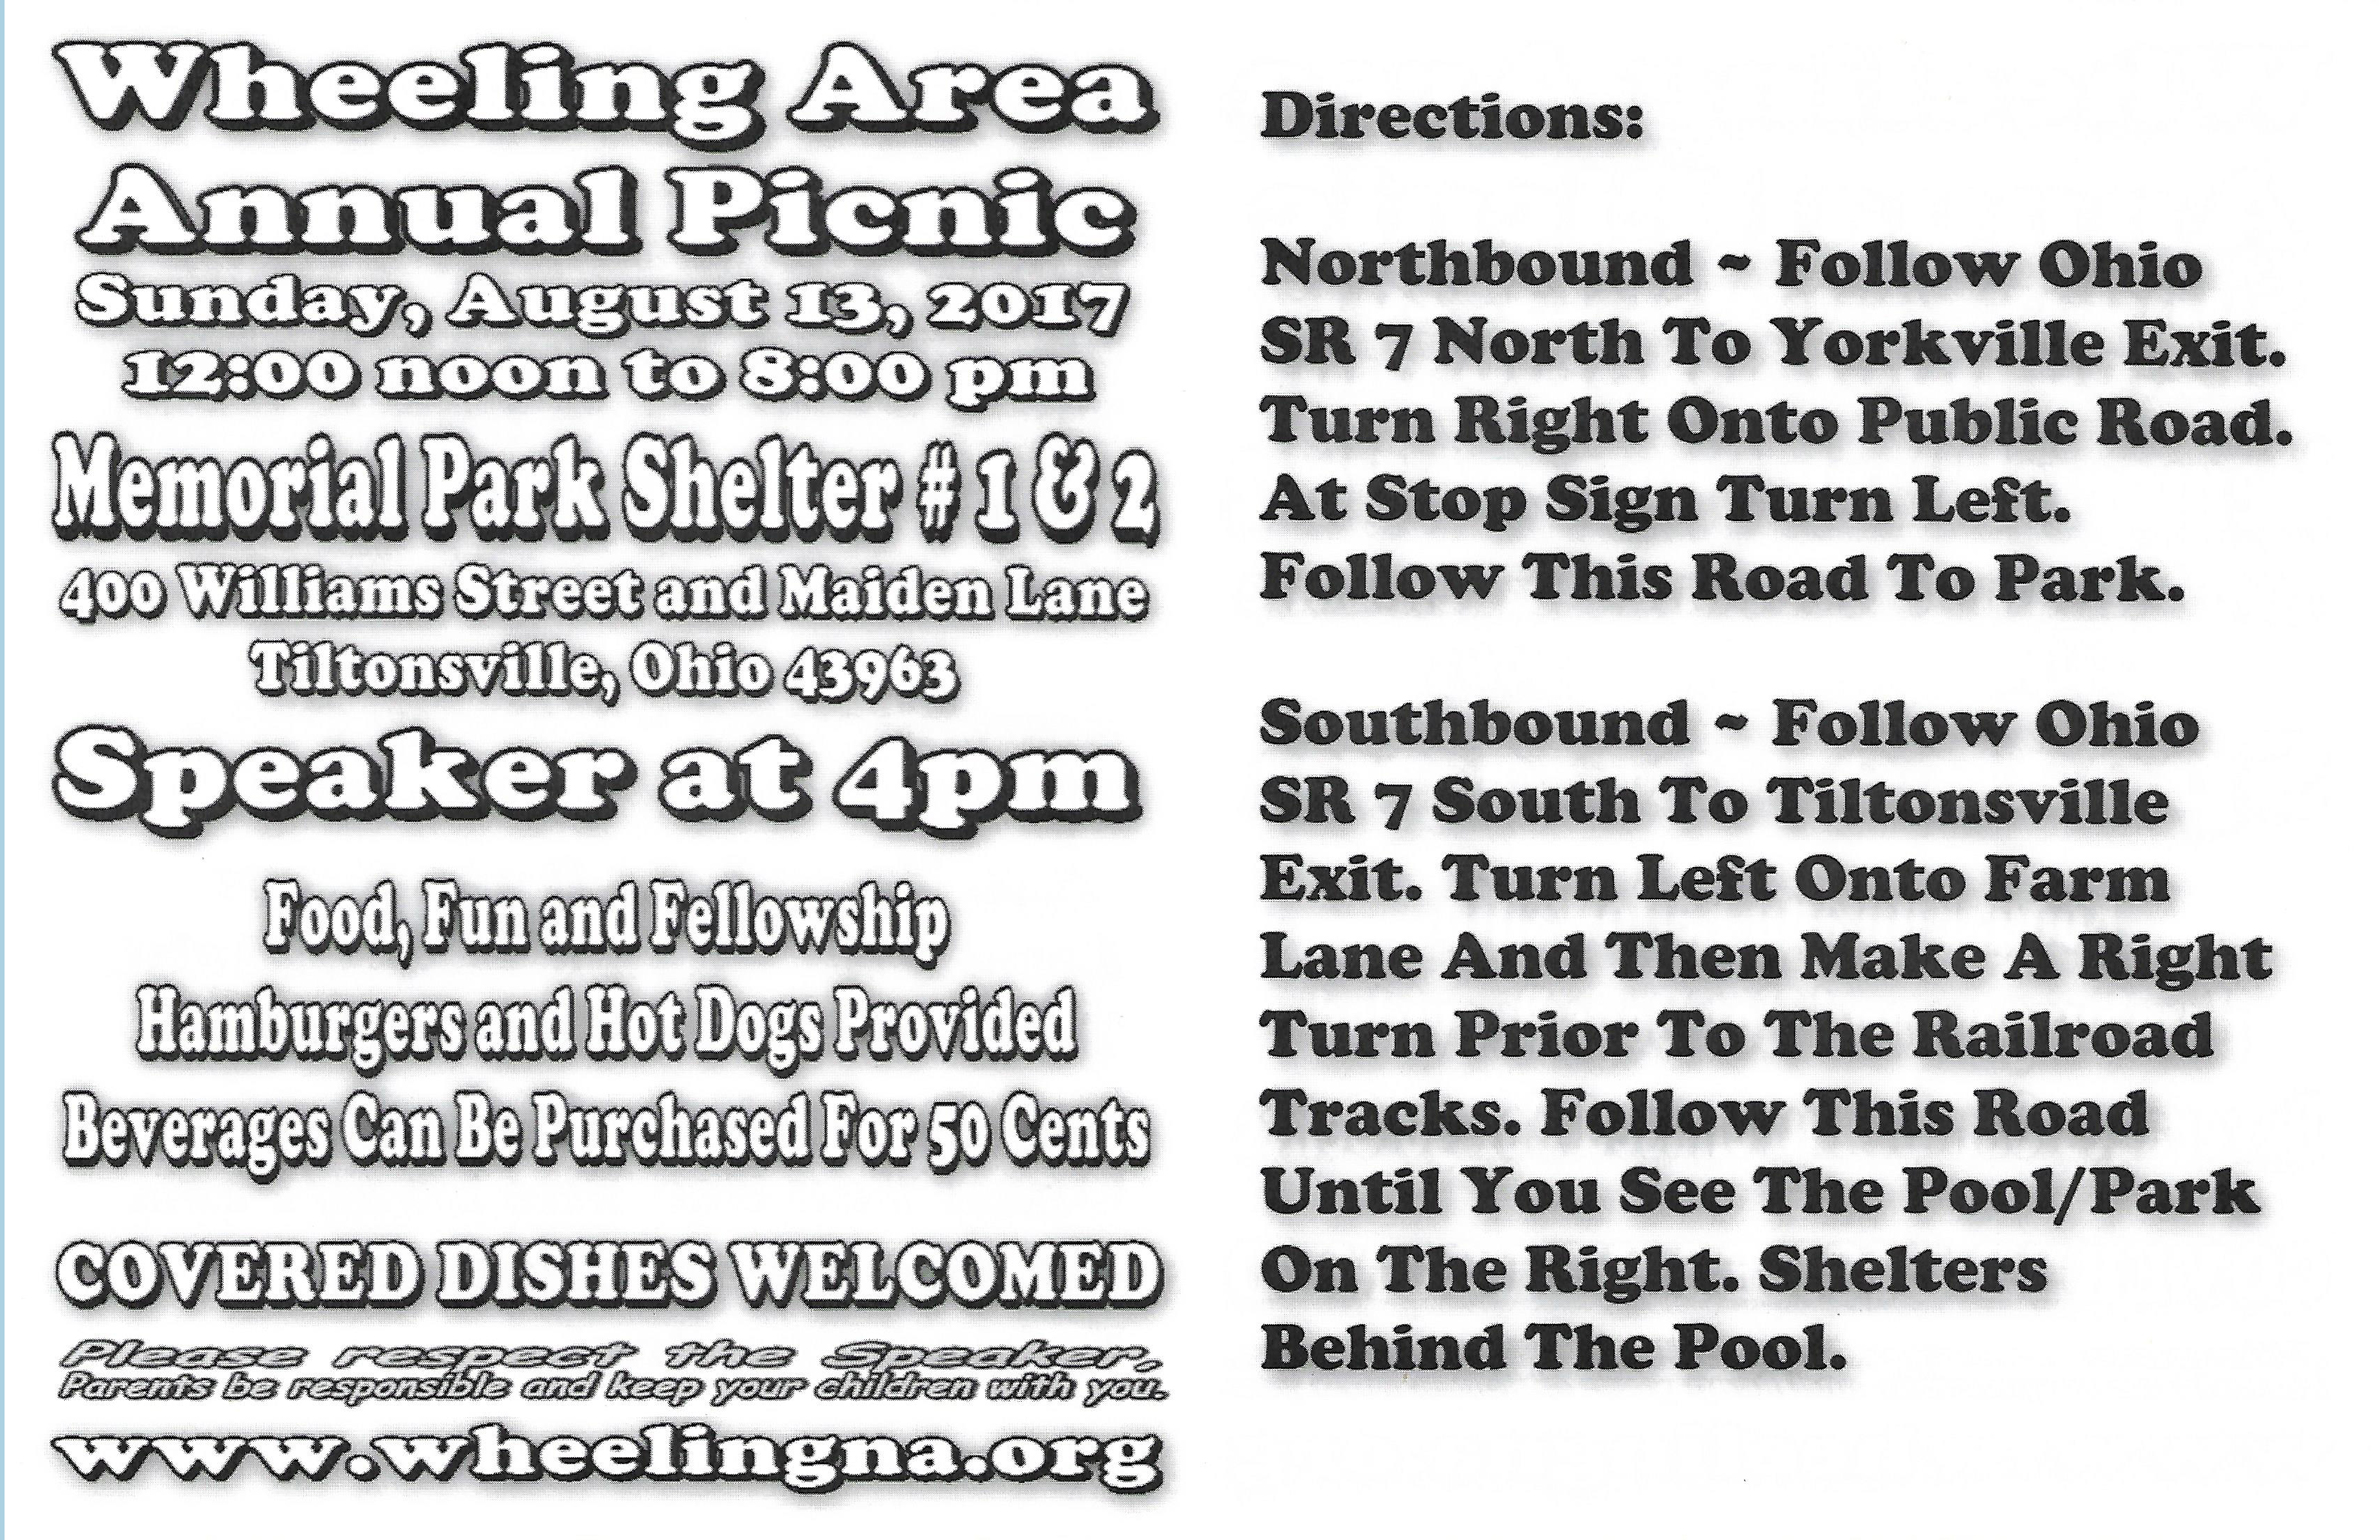 Wheeling Area
Annual Picnic
Sunday, August 13, 2017
12:00 noon to 8:00 pm
Memorial Park Shelter # 1 & 2
400 Williams Street and Maiden Lane
Tiltonsville, Ohio 43963
Speaker at 4pm
Food, Fun and Fellowship
Hamburgers and Hot Dogs Provided
Beverages Can Be Purchased For 50 Cents
COVERED DISHES WELCOMED
Please respect the Speaker.
Parents be responsible and keep your children with you.
www.wheelingna.org
Directions:
Northbound ~ Follow Ohio
SR 7 North To Yorkville Exit.
Turn Right Onto Public Road.
At Stop Sign Turn Left.
Follow This Road To Park.
Southbound ~ Follow Ohio
SR 7 South To Tiltonsville
Exit. Turn Left Onto Farm
Lane And Then Make A Right
Turn Prior To The Railroad
Tracks. Follow This Road
Until You See The Pool/Park
On The Right. Shelters
Behind The Pool.